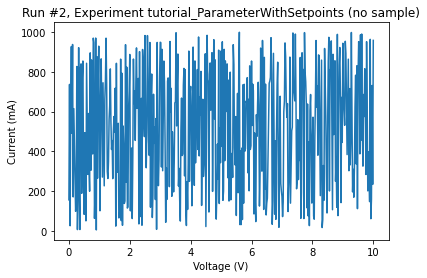 Run #2, Experiment tutorial_ParameterWithSetpoints (no sample)
1000
800
600
400
200
0
Current (mA)
0 2 4 6 8 10
Voltage (V)